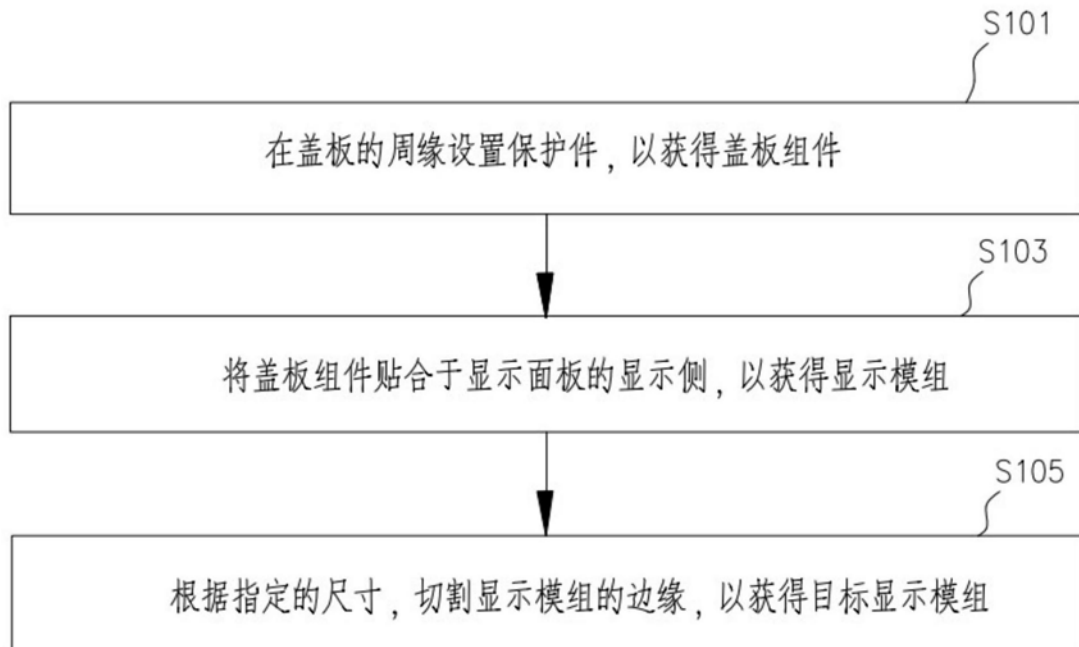 S101
在盖板的周缘设置保护件,以获得盖板组件
S103
将盖板组件贴合于显示面板的显示侧,以获得显示模组
S105
根据指定的尺寸,切割显示模组的边缘,以获得目标显示模组